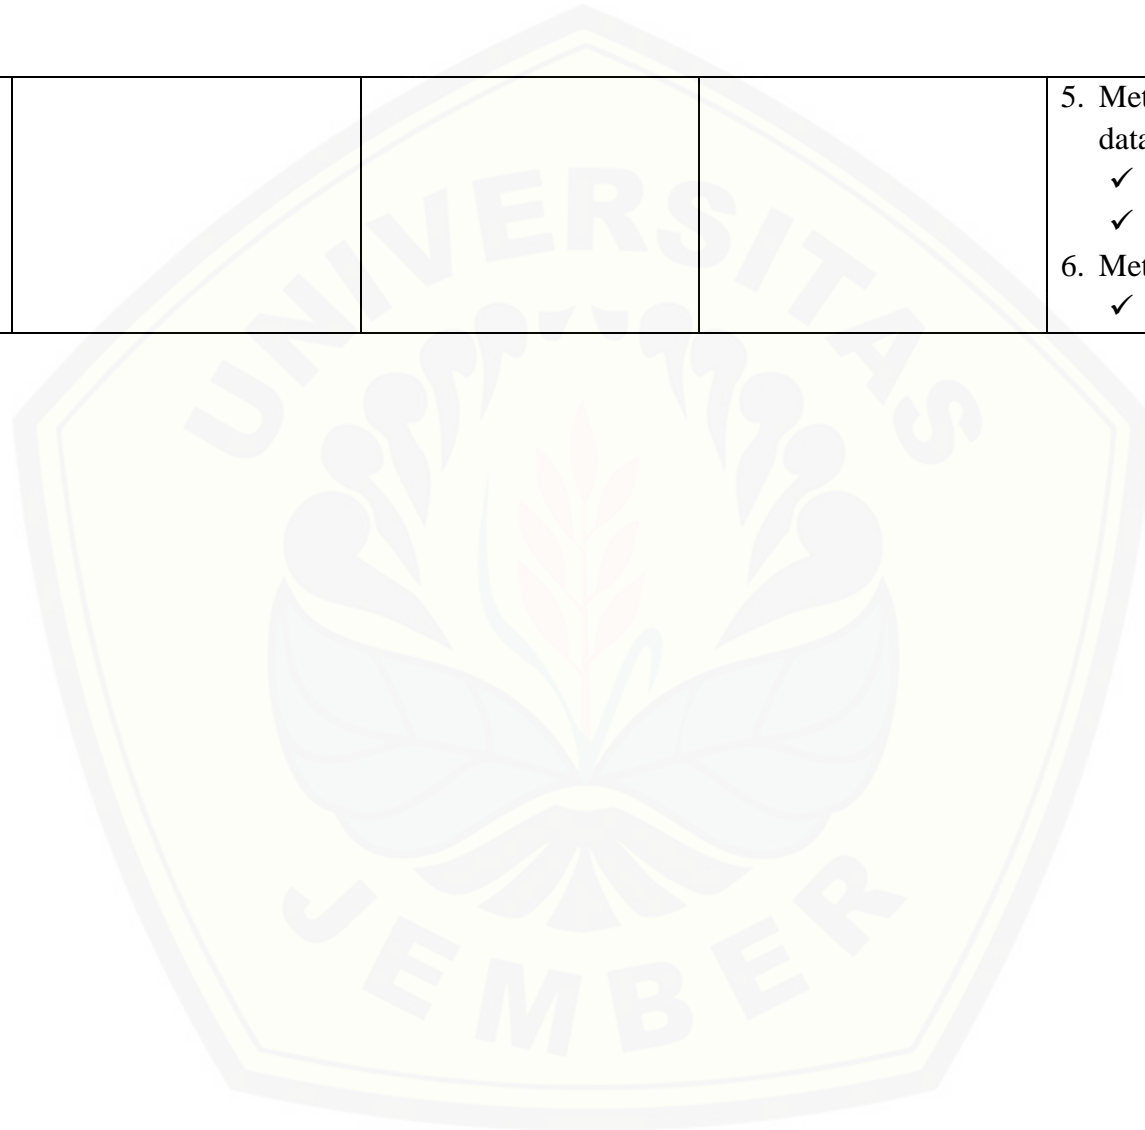 5. Met
data
✓
✓
6. Met
✓
UNIVERSITAS
JEMBER